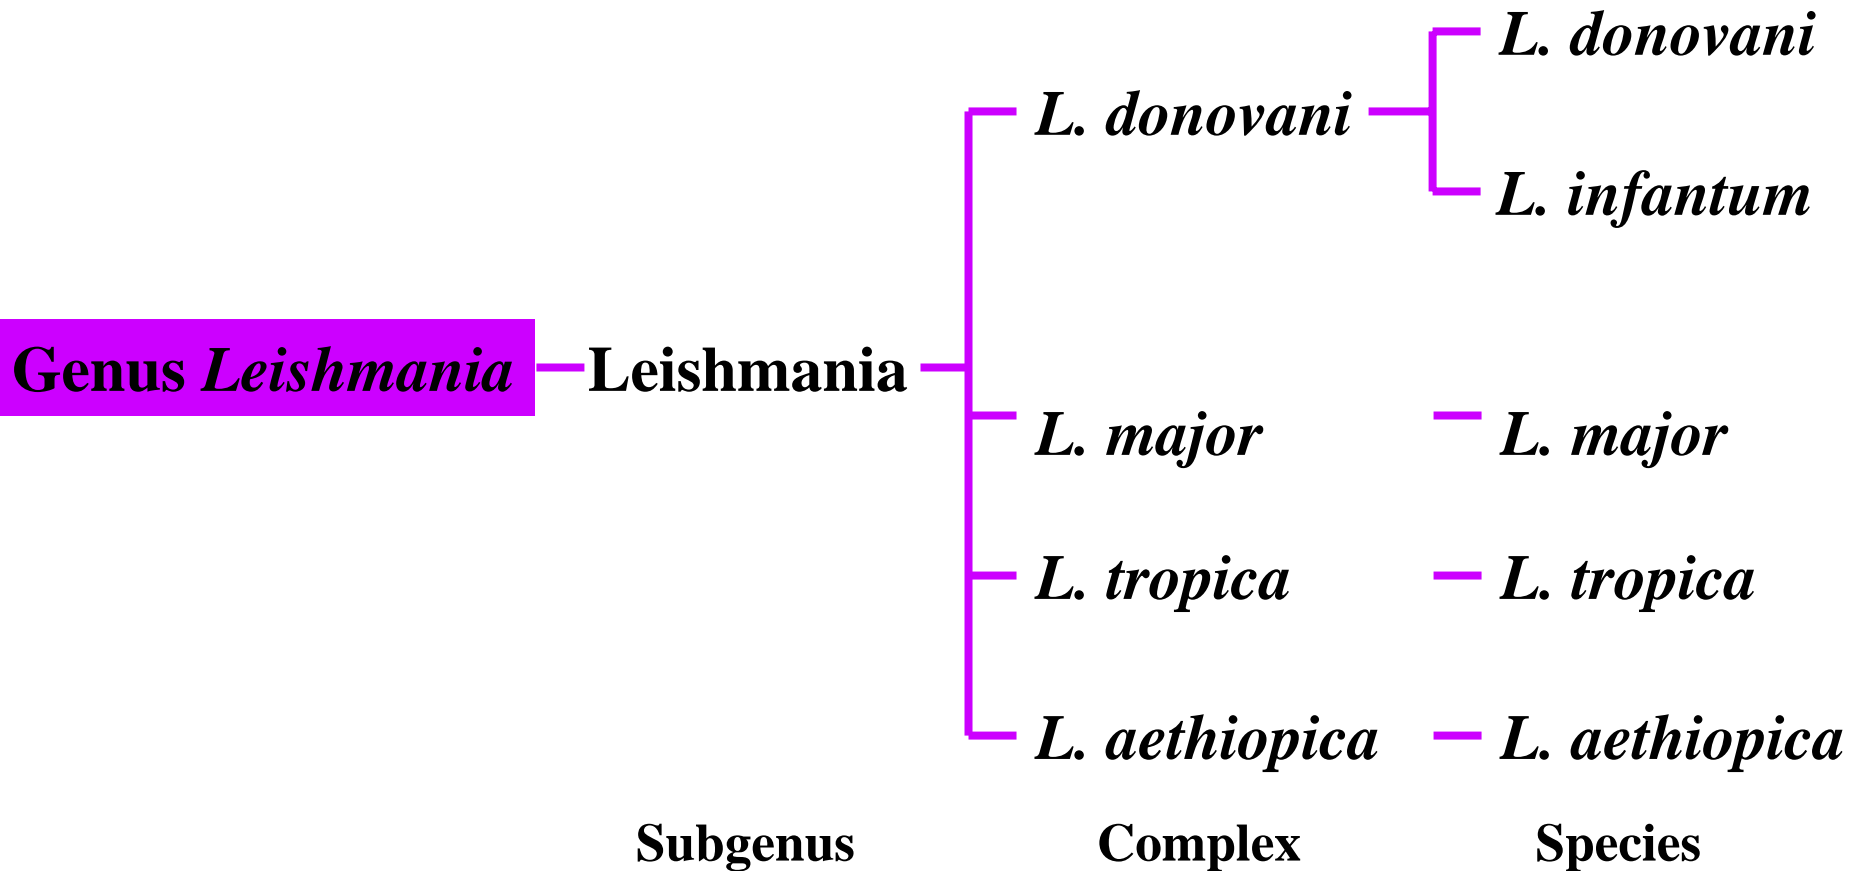 L. donovani
L. donovani
L. infantum
Genus Leishmania
Leishmania
L. major
L. major
L. tropica
L. tropica
L. aethiopica
L. aethiopica
Subgenus
Complex
Species